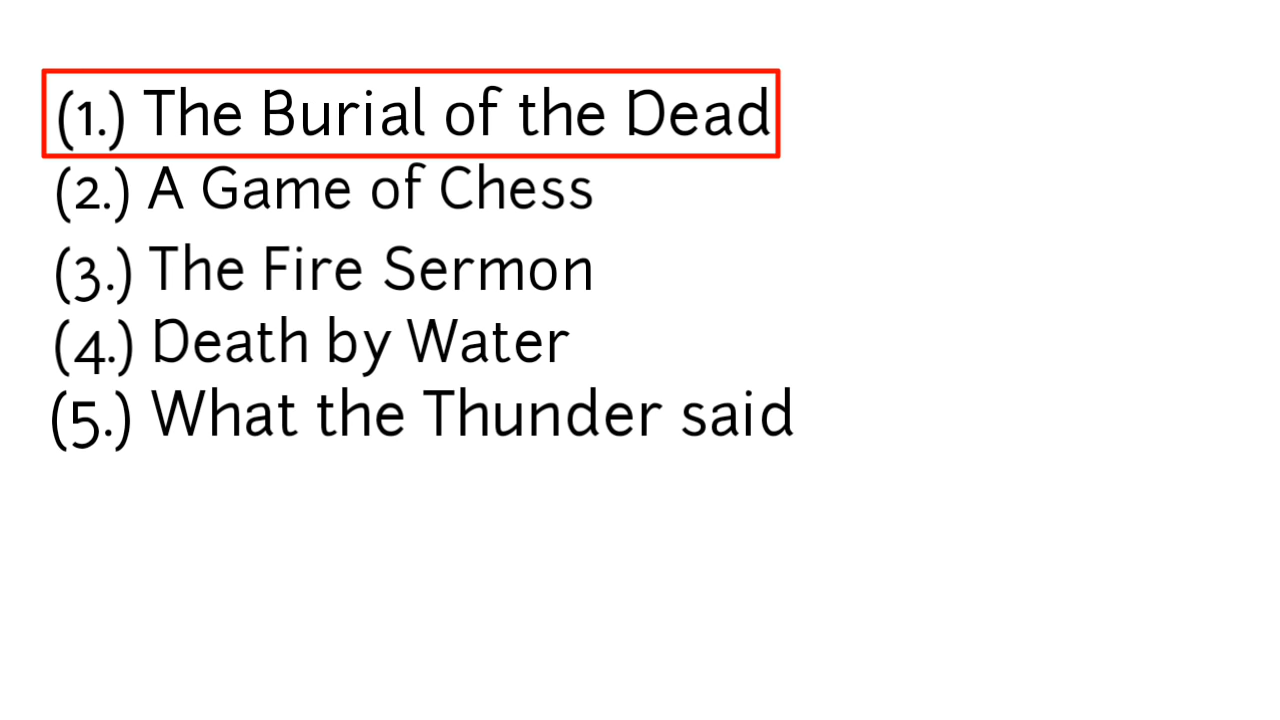 (1.) The Burial of the Dead
(2.) A Game of Chess
(3.) The Fire Sermon
(4.) Death by Water
(5.) What the Thunder said